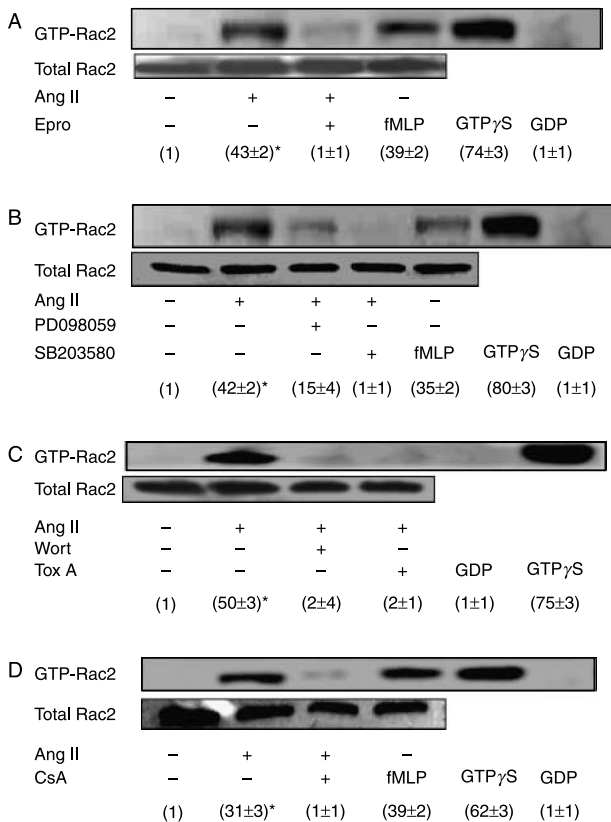 A
GTP-Rac2
Total Rac2
Ang II – + + –
Epro – – + fMLP GTPγS GDP
(1) (43±2)* (1±1) (39±2) (74±3) (1±1)
B
GTP-Rac2
Total Rac2
Ang II – + + + –
PD098059 – – + – –
SB203580 – – – + fMLP GTPγS GDP
(1) (42±2)* (15±4) (1±1) (35±2) (80±3) (1±1)
C
GTP-Rac2
Total Rac2
Ang II – + + +
Wort – – + –
Tox A – – – + GDP GTPγS
(1) (50±3)* (2±4) (2±1) (1±1) (75±3)
D
GTP-Rac2
Total Rac2
Ang II – + + –
CsA – – + fMLP GTPγS GDP
(1) (31±3)* (1±1) (39±2) (62±3) (1±1)